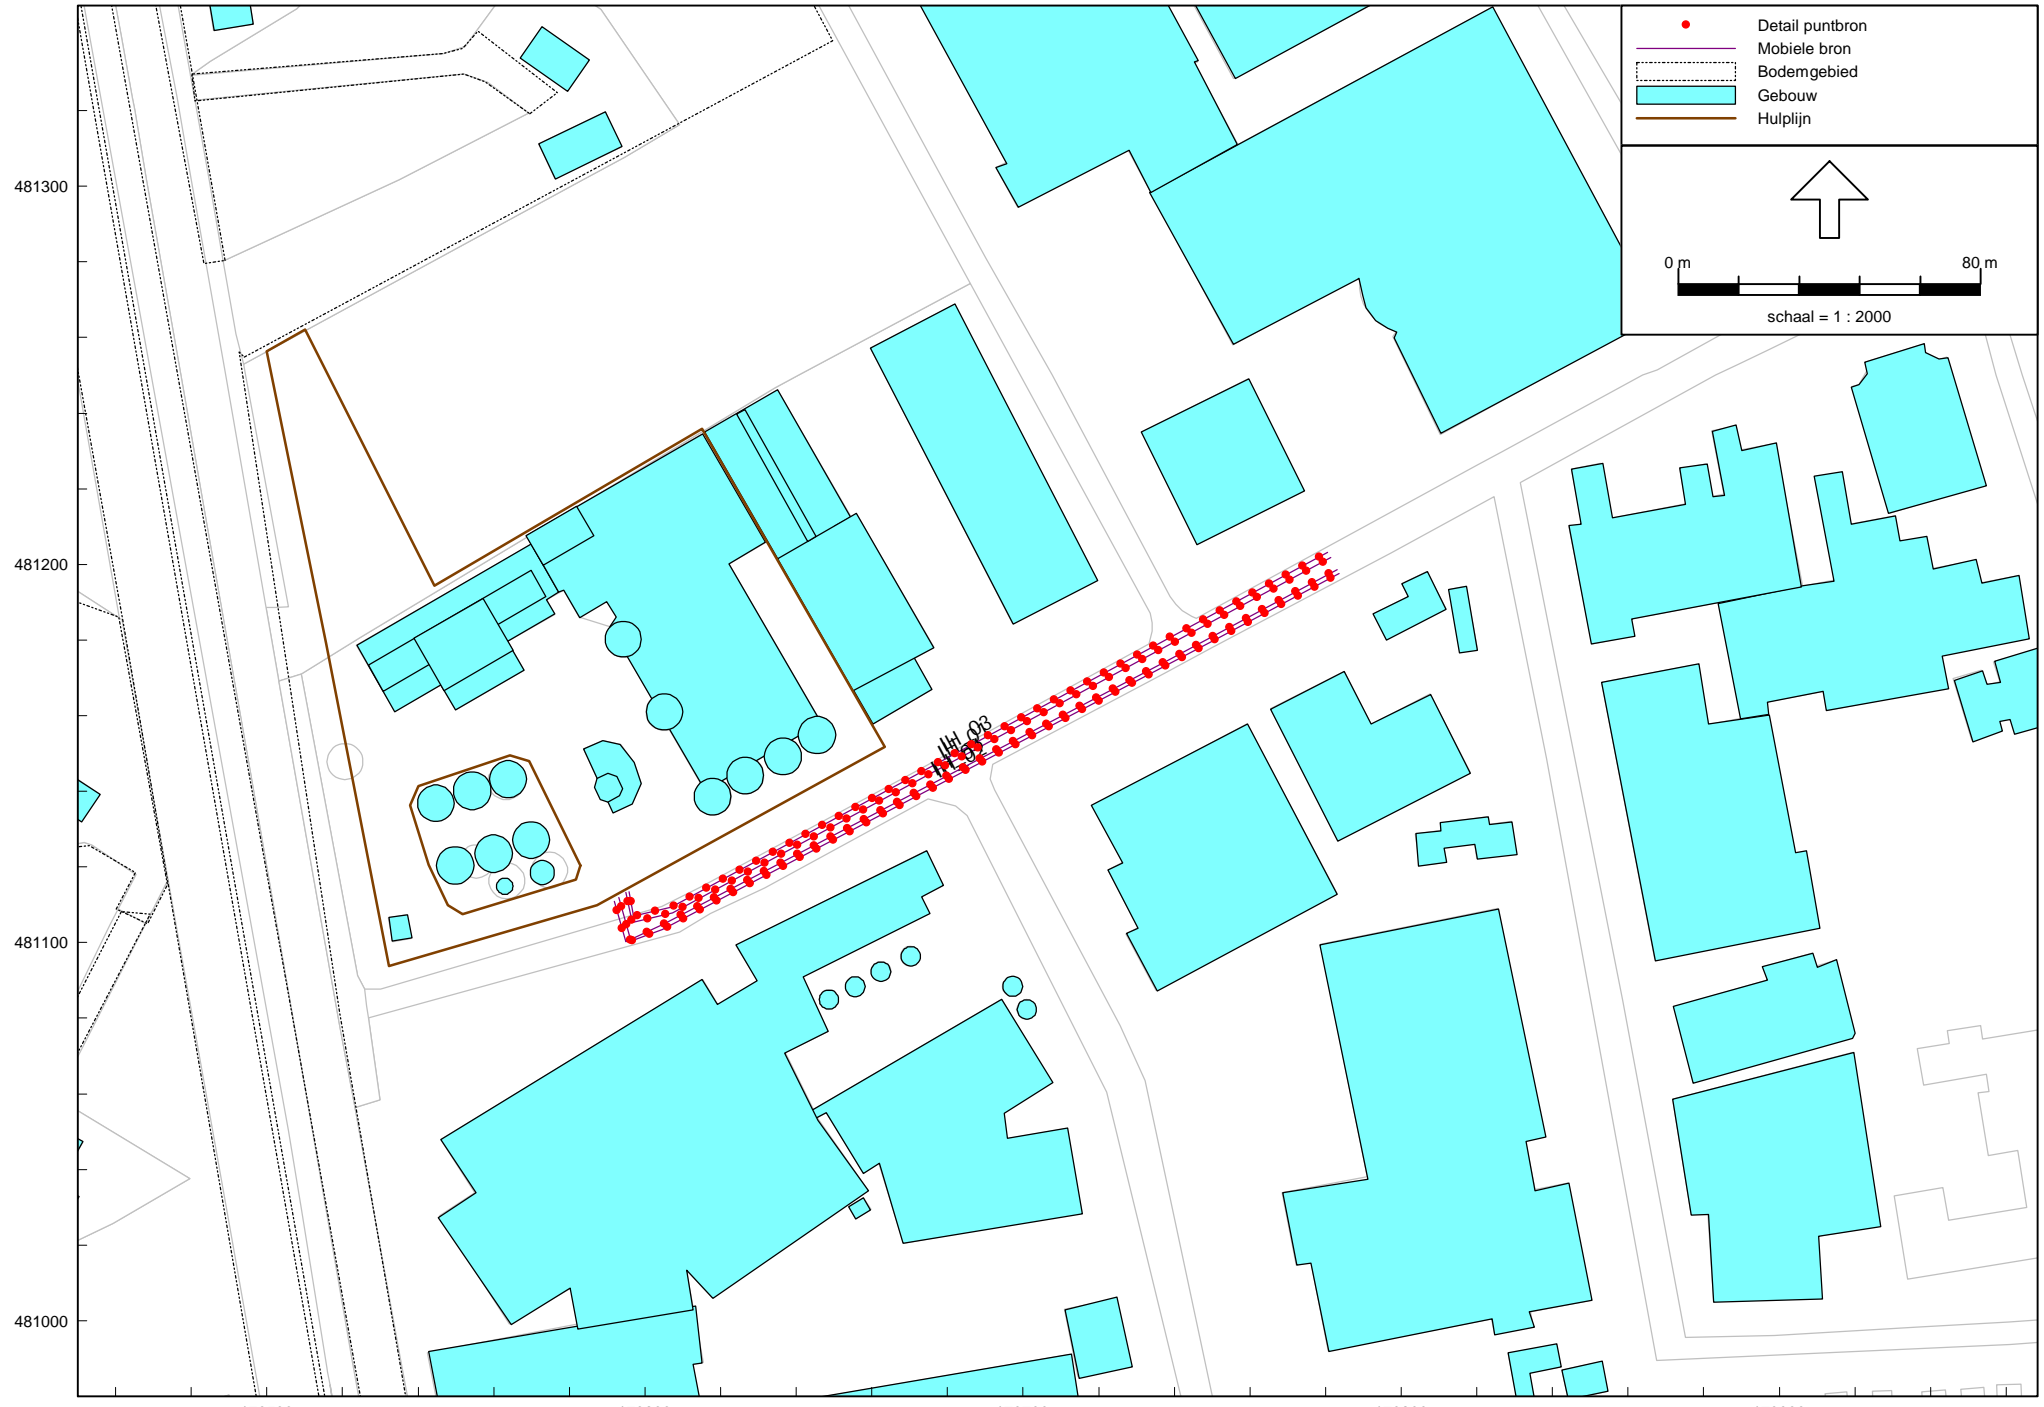 Detail puntbron
Mobiele bron
Bodemgebied
Gebouw
Hulplijn
0 m 80 m
schaal = 1 : 2000
481300
481200
481100
481000